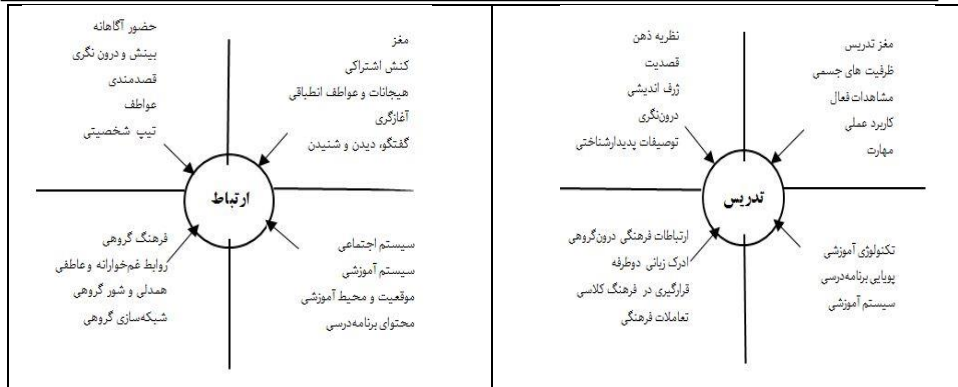 مغز تدریس
ظرفیت های جسمی
مشاهدات فعال
کاربرد عملی
مهارت
نظریه ذهن
قصدیت
ژرف اندیشی
درون‌نگری
توصیفات پدیدارشناختی
تدریس
ارتباطات فرهنگی درون‌گروهی
ادرک زبانی دوطرفه
قرارگیری در فرهنگ کلاسی
تعاملات فرهنگی
تکنولوژی آموزشی
پویایی برنامه‌درسی
سیستم آموزشی
مغز
کنش اشتراکی
هیجانات و عواطف انطباقی
آغازگری
گفتگو، دیدن و شنیدن
حضور آگاهانه
بینش و درون نگری
قصدمندی
عواطف
تیپ شخصیتی
ارتباط
فرهنگ گروهی
روابط غم‌خوارانه و عاطفی
همدلی و شور گروهی
شبکه‌سازی گروهی
سیستم اجتماعی
سیستم آموزشی
موقعیت و محیط آموزشی
محتوای برنامه‌درسی